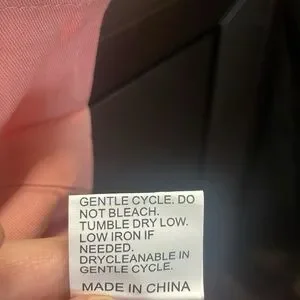 GENTLE CYCLE. DO
NOT BLEACH.
TUMBLE DRY LOW.
LOW IRON IF
NEEDED.
DRYCLEANABLE IN
GENTLE CYCLE.
MADE IN CHINA